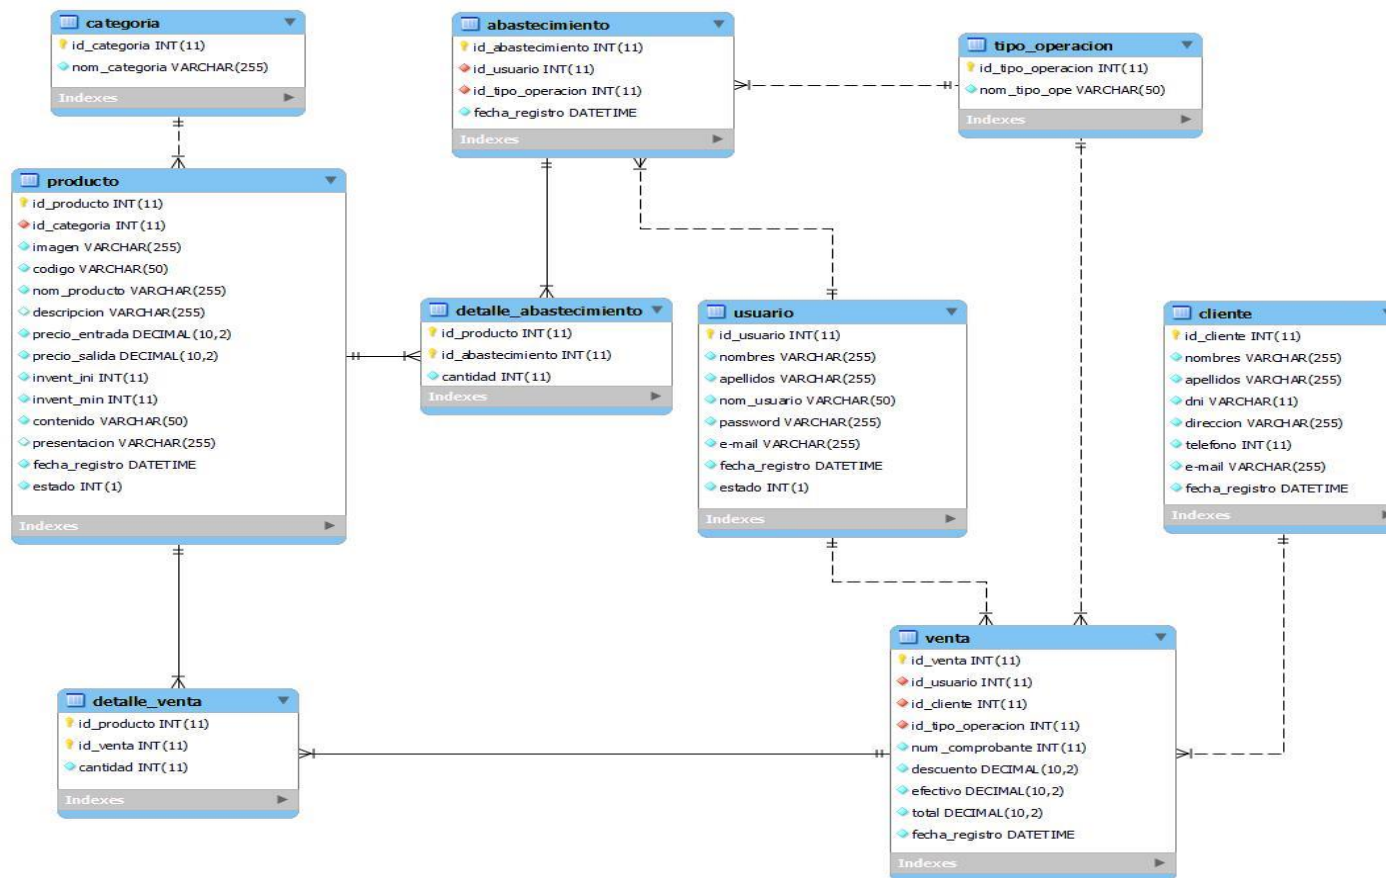 categoria
id_categoria INT(11)
nom_categoria VARCHAR(255)
Indexes
abastecimiento
id_abastecimiento INT(11)
id_usuario INT(11)
id_tipo_operacion INT(11)
fecha_registro DATETIME
Indexes
tipo_operacion
id_tipo_operacion INT(11)
nom_tipo_ope VARCHAR(50)
Indexes
producto
id_producto INT(11)
id_categoria INT(11)
imagen VARCHAR(255)
codigo VARCHAR(50)
nom_producto VARCHAR(255)
descripcion VARCHAR(255)
precio_entrada DECIMAL(10,2)
precio_salida DECIMAL(10,2)
invent_ini INT(11)
invent_min INT(11)
contenido VARCHAR(50)
presentacion VARCHAR(255)
fecha_registro DATETIME
estado INT(1)
Indexes
detalle_abastecimiento
id_producto INT(11)
id_abastecimiento INT(11)
cantidad INT(11)
Indexes
usuario
id_usuario INT(11)
nombres VARCHAR(255)
apellidos VARCHAR(255)
nom_usuario VARCHAR(50)
password VARCHAR(255)
e-mail VARCHAR(255)
fecha_registro DATETIME
estado INT(1)
Indexes
cliente
id_cliente INT(11)
nombres VARCHAR(255)
apellidos VARCHAR(255)
dni VARCHAR(11)
direccion VARCHAR(255)
telefono INT(11)
e-mail VARCHAR(255)
fecha_registro DATETIME
Indexes
detalle_venta
id_producto INT(11)
id_venta INT(11)
cantidad INT(11)
Indexes
venta
id_venta INT(11)
id_usuario INT(11)
id_cliente INT(11)
id_tipo_operacion INT(11)
num_comprobante INT(11)
descuento DECIMAL(10,2)
efectivo DECIMAL(10,2)
total DECIMAL(10,2)
fecha_registro DATETIME
Indexes